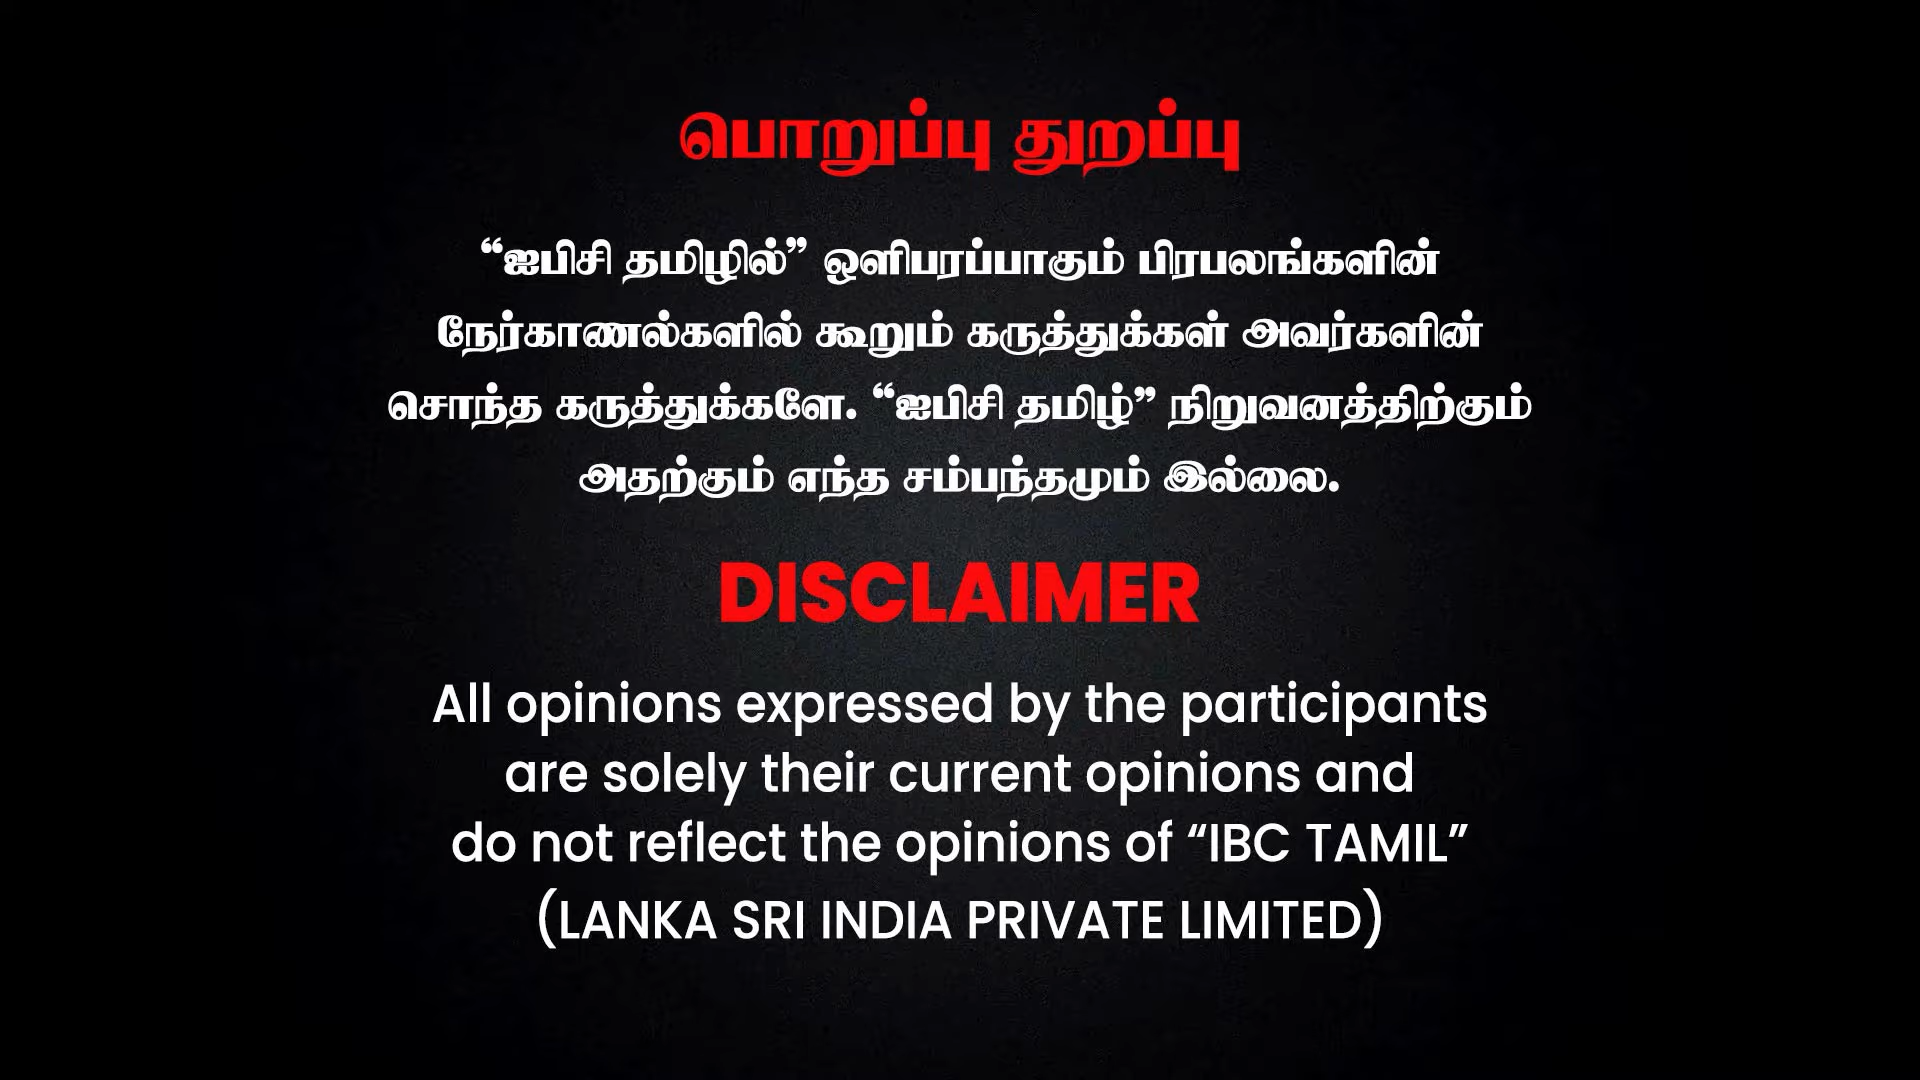 பொறுப்பு துறப்பு
“ஐபிசி தமிழில்” ஒளிபரப்பாகும் பிரபலங்களின்
நேர்காணல்களில் கூறும் கருத்துக்கள் அவர்களின்
சொந்த கருத்துக்களே. “ஐபிசி தமிழ்” நிறுவனத்திற்கும்
அதற்கும் எந்த சம்பந்தமும் இல்லை.
DISCLAIMER
All opinions expressed by the participants
are solely their current opinions and
do not reflect the opinions of “IBC TAMIL”
(LANKA SRI INDIA PRIVATE LIMITED)